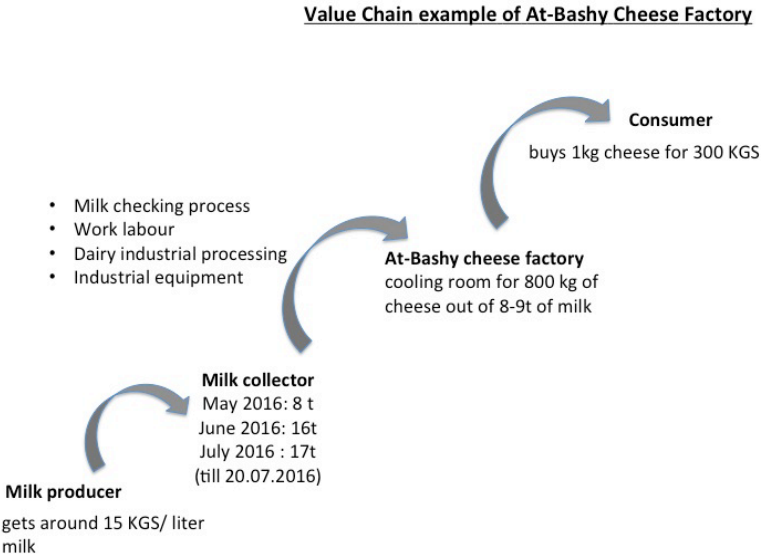 Value Chain example of At-Bashy Cheese Factory
Consumer
buys 1kg cheese for 300 KGS
• Milk checking process
• Work labour
• Dairy industrial processing
• Industrial equipment
At-Bashy cheese factory
cooling room for 800 kg of
cheese out of 8-9t of milk
Milk collector
May 2016: 8 t
June 2016: 16t
July 2016 : 17t
(till 20.07.2016)
Milk producer
gets around 15 KGS/ liter
milk